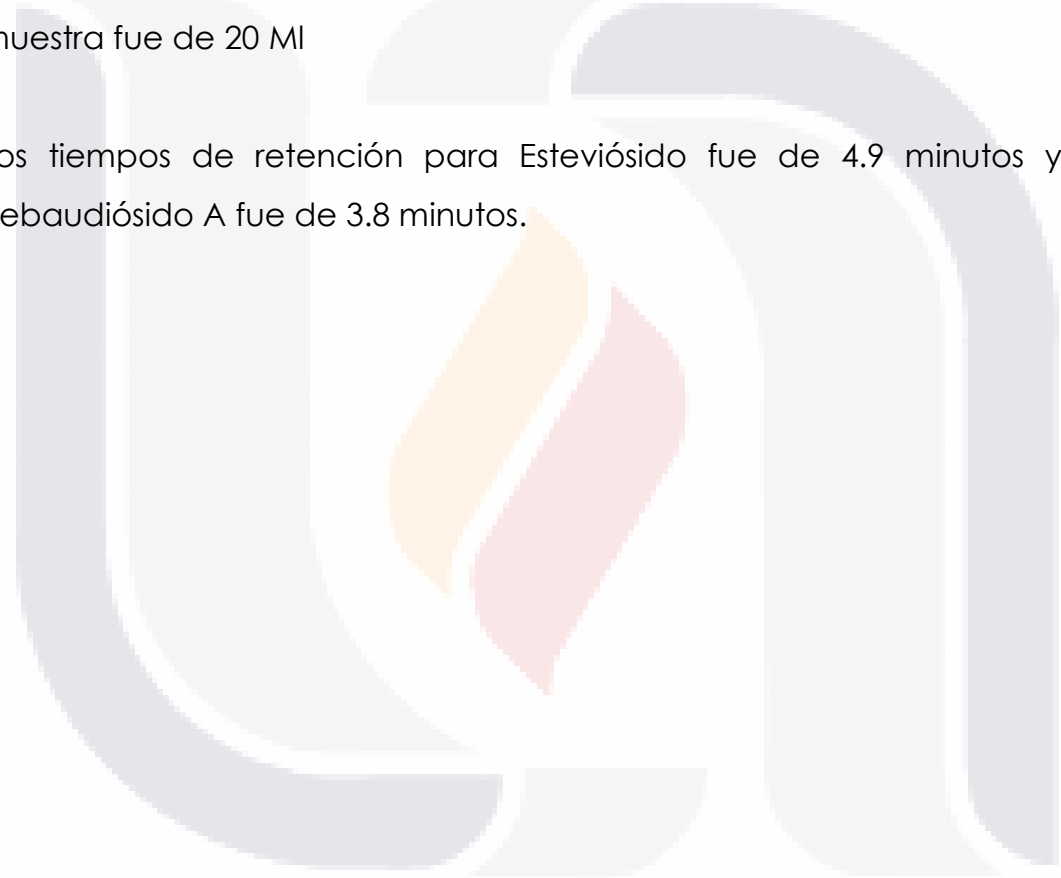 muestra fue de 20 Ml
os tiempos de retención para Esteviósido fue de 4.9 minutos y
ebaudiósido A fue de 3.8 minutos.